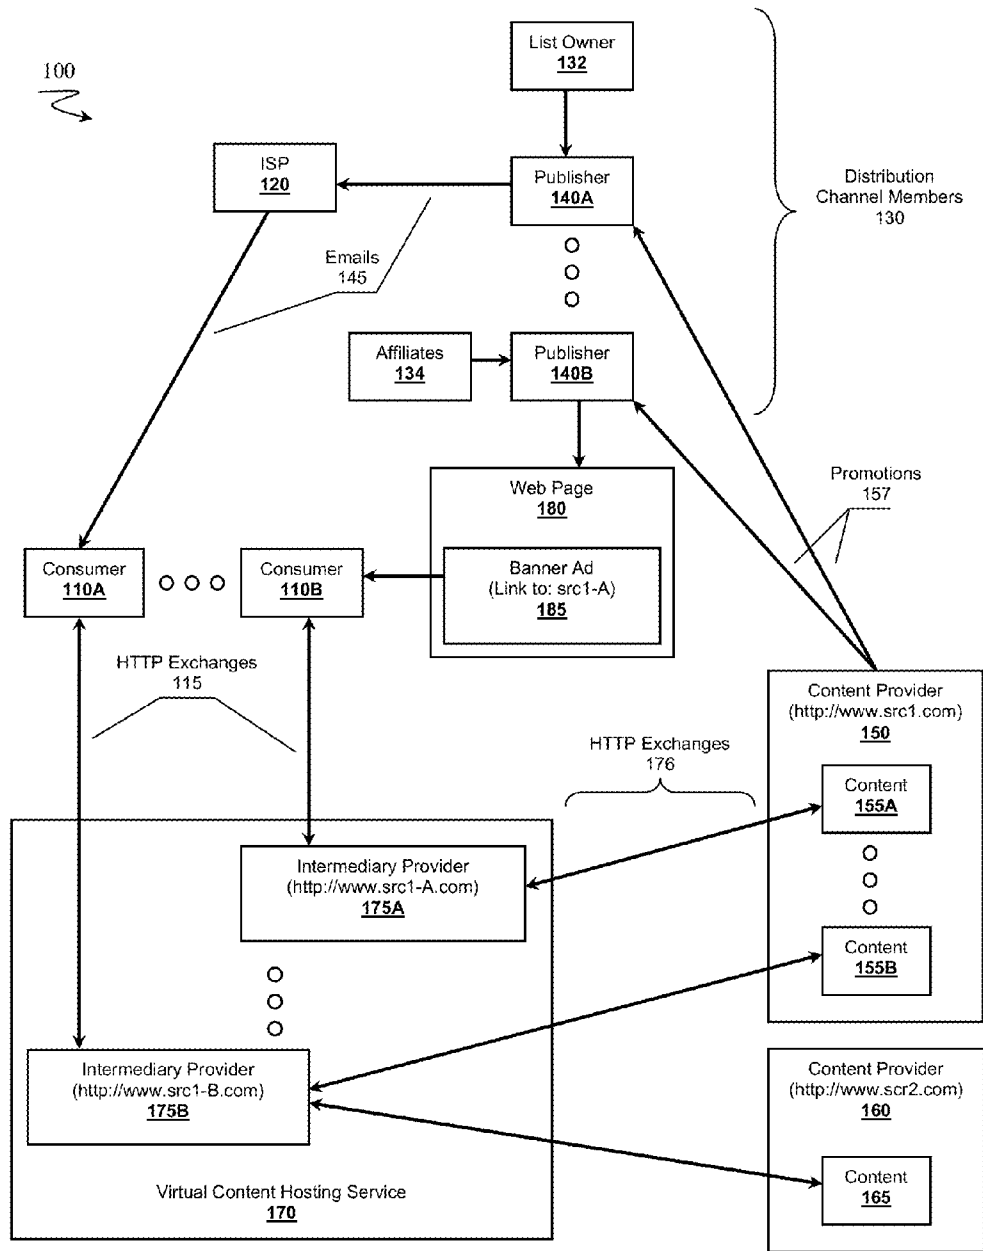 100
List Owner
132
ISP
120
Publisher
140A
Distribution
Channel Members
130
Emails
145
Affiliates
134
Publisher
140B
Promotions
157
Web Page
180
Consumer
110A
Consumer
110B
Banner Ad
(Link to: src1-A)
185
HTTP Exchanges
115
Content Provider
(http://www.src1.com)
150
HTTP Exchanges
176
Content
155A
Intermediary Provider
(http://www.src1-A.com)
175A
Content
155B
Intermediary Provider
(http://www.src1-B.com)
175B
Content Provider
(http://www.scr2.com)
160
Content
165
Virtual Content Hosting Service
170